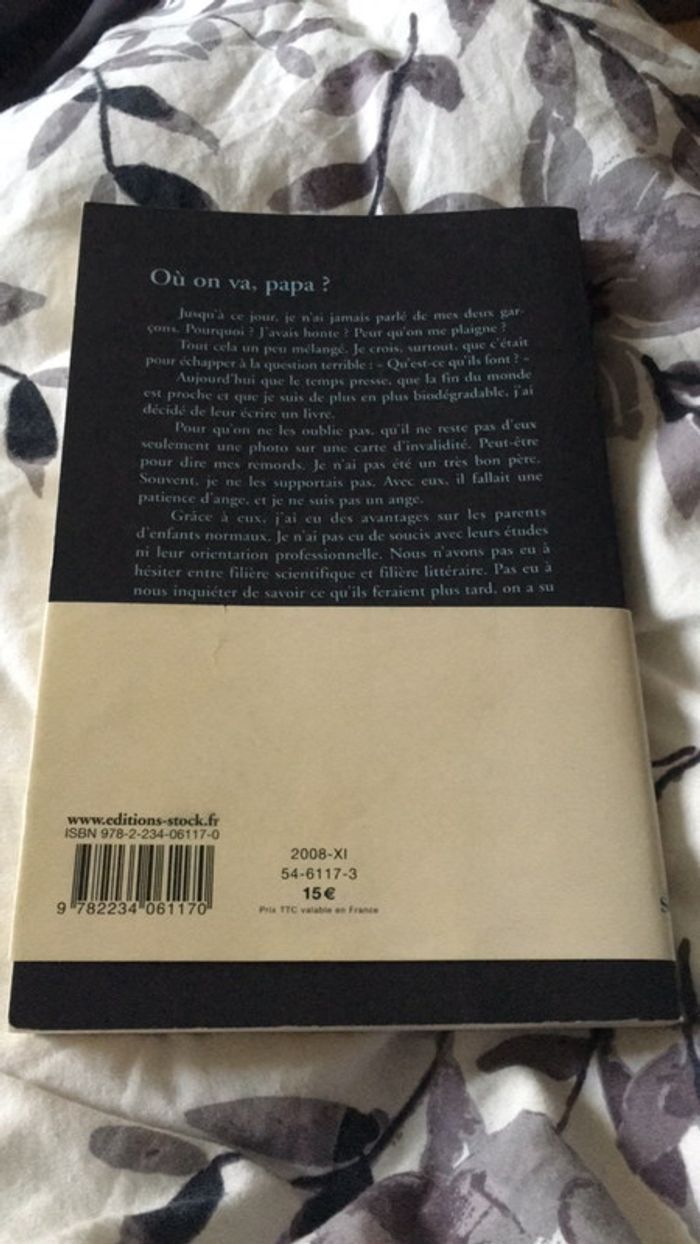 Où on va, papa ?
Jusqu'à ce jour, je n'ai jamais parlé de mes deux gar-
çons. Pourquoi ? J'avais honte ? Peur qu'on me plaigne ?
Tout cela un peu mélangé. Je crois, surtout, que c'était
pour échapper à la question terrible : « Qu'est-ce qu'ils font ? »
Aujourd'hui que le temps presse, que la fin du monde
est proche et que je suis de plus en plus biodégradable, j'ai
décidé de leur écrire un livre.
Pour qu'on ne les oublie pas, qu'il ne reste pas d'eux
seulement une photo sur une carte d'invalidité. Peut-être
pour dire mes remords. Je n'ai pas été un très bon père.
Souvent, je ne les supportais pas. Avec eux, il fallait une
patience d'ange, et je ne suis pas un ange.
Grâce à eux, j'ai eu des avantages sur les parents
d'enfants normaux. Je n'ai pas eu de soucis avec leurs études
ni leur orientation professionnelle. Nous n'avons pas eu à
hésiter entre filière scientifique et filière littéraire. Pas eu à
nous inquiéter de savoir ce qu'ils feraient plus tard, on a su
www.editions-stock.fr
ISBN 978-2-234-06117-0
9 782234 061170
2008-XI
54-6117-3
15 €
Prix TTC valable en France